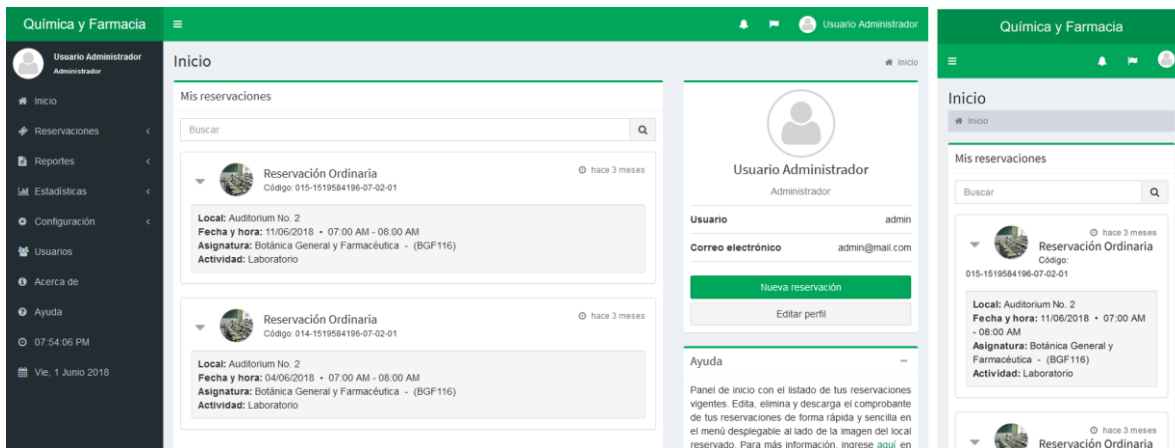 Química y Farmacia
Usuario Administrador
Usuario Administrador
Administrador
Inicio
Reservaciones
Reportes
Estadísticas
Configuración
Usuarios
Acerca de
Ayuda
07:54:06 PM
Vie, 1 Junio 2018
Inicio
Inicio
Mis reservaciones
Buscar
Reservación Ordinaria
hace 3 meses
Código: 015-1519584196-07-02-01
Local: Auditorium No. 2
Fecha y hora: 11/06/2018 • 07:00 AM - 08:00 AM
Asignatura: Botánica General y Farmacéutica - (BGF116)
Actividad: Laboratorio
Reservación Ordinaria
hace 3 meses
Código: 014-1519584196-07-02-01
Local: Auditorium No. 2
Fecha y hora: 04/06/2018 • 07:00 AM - 08:00 AM
Asignatura: Botánica General y Farmacéutica - (BGF116)
Actividad: Laboratorio
Usuario Administrador
Administrador
Usuario admin
Correo electrónico admin@mail.com
Nueva reservación
Editar perfil
Ayuda
Panel de inicio con el listado de tus reservaciones
vigentes. Edita, elimina y descarga el comprobante
de tus reservaciones de forma rápida y sencilla en
el menú desplegable al lado de la imagen del local
reservado. Para más información, ingrese aquí en
Química y Farmacia
Inicio
Inicio
Mis reservaciones
Buscar
hace 3 meses
Reservación Ordinaria
Código:
015-1519584196-07-02-01
Local: Auditorium No. 2
Fecha y hora: 11/06/2018 • 07:00 AM
- 08:00 AM
Asignatura: Botánica General y
Farmacéutica - (BGF116)
Actividad: Laboratorio
hace 3 meses
Reservación Ordinaria